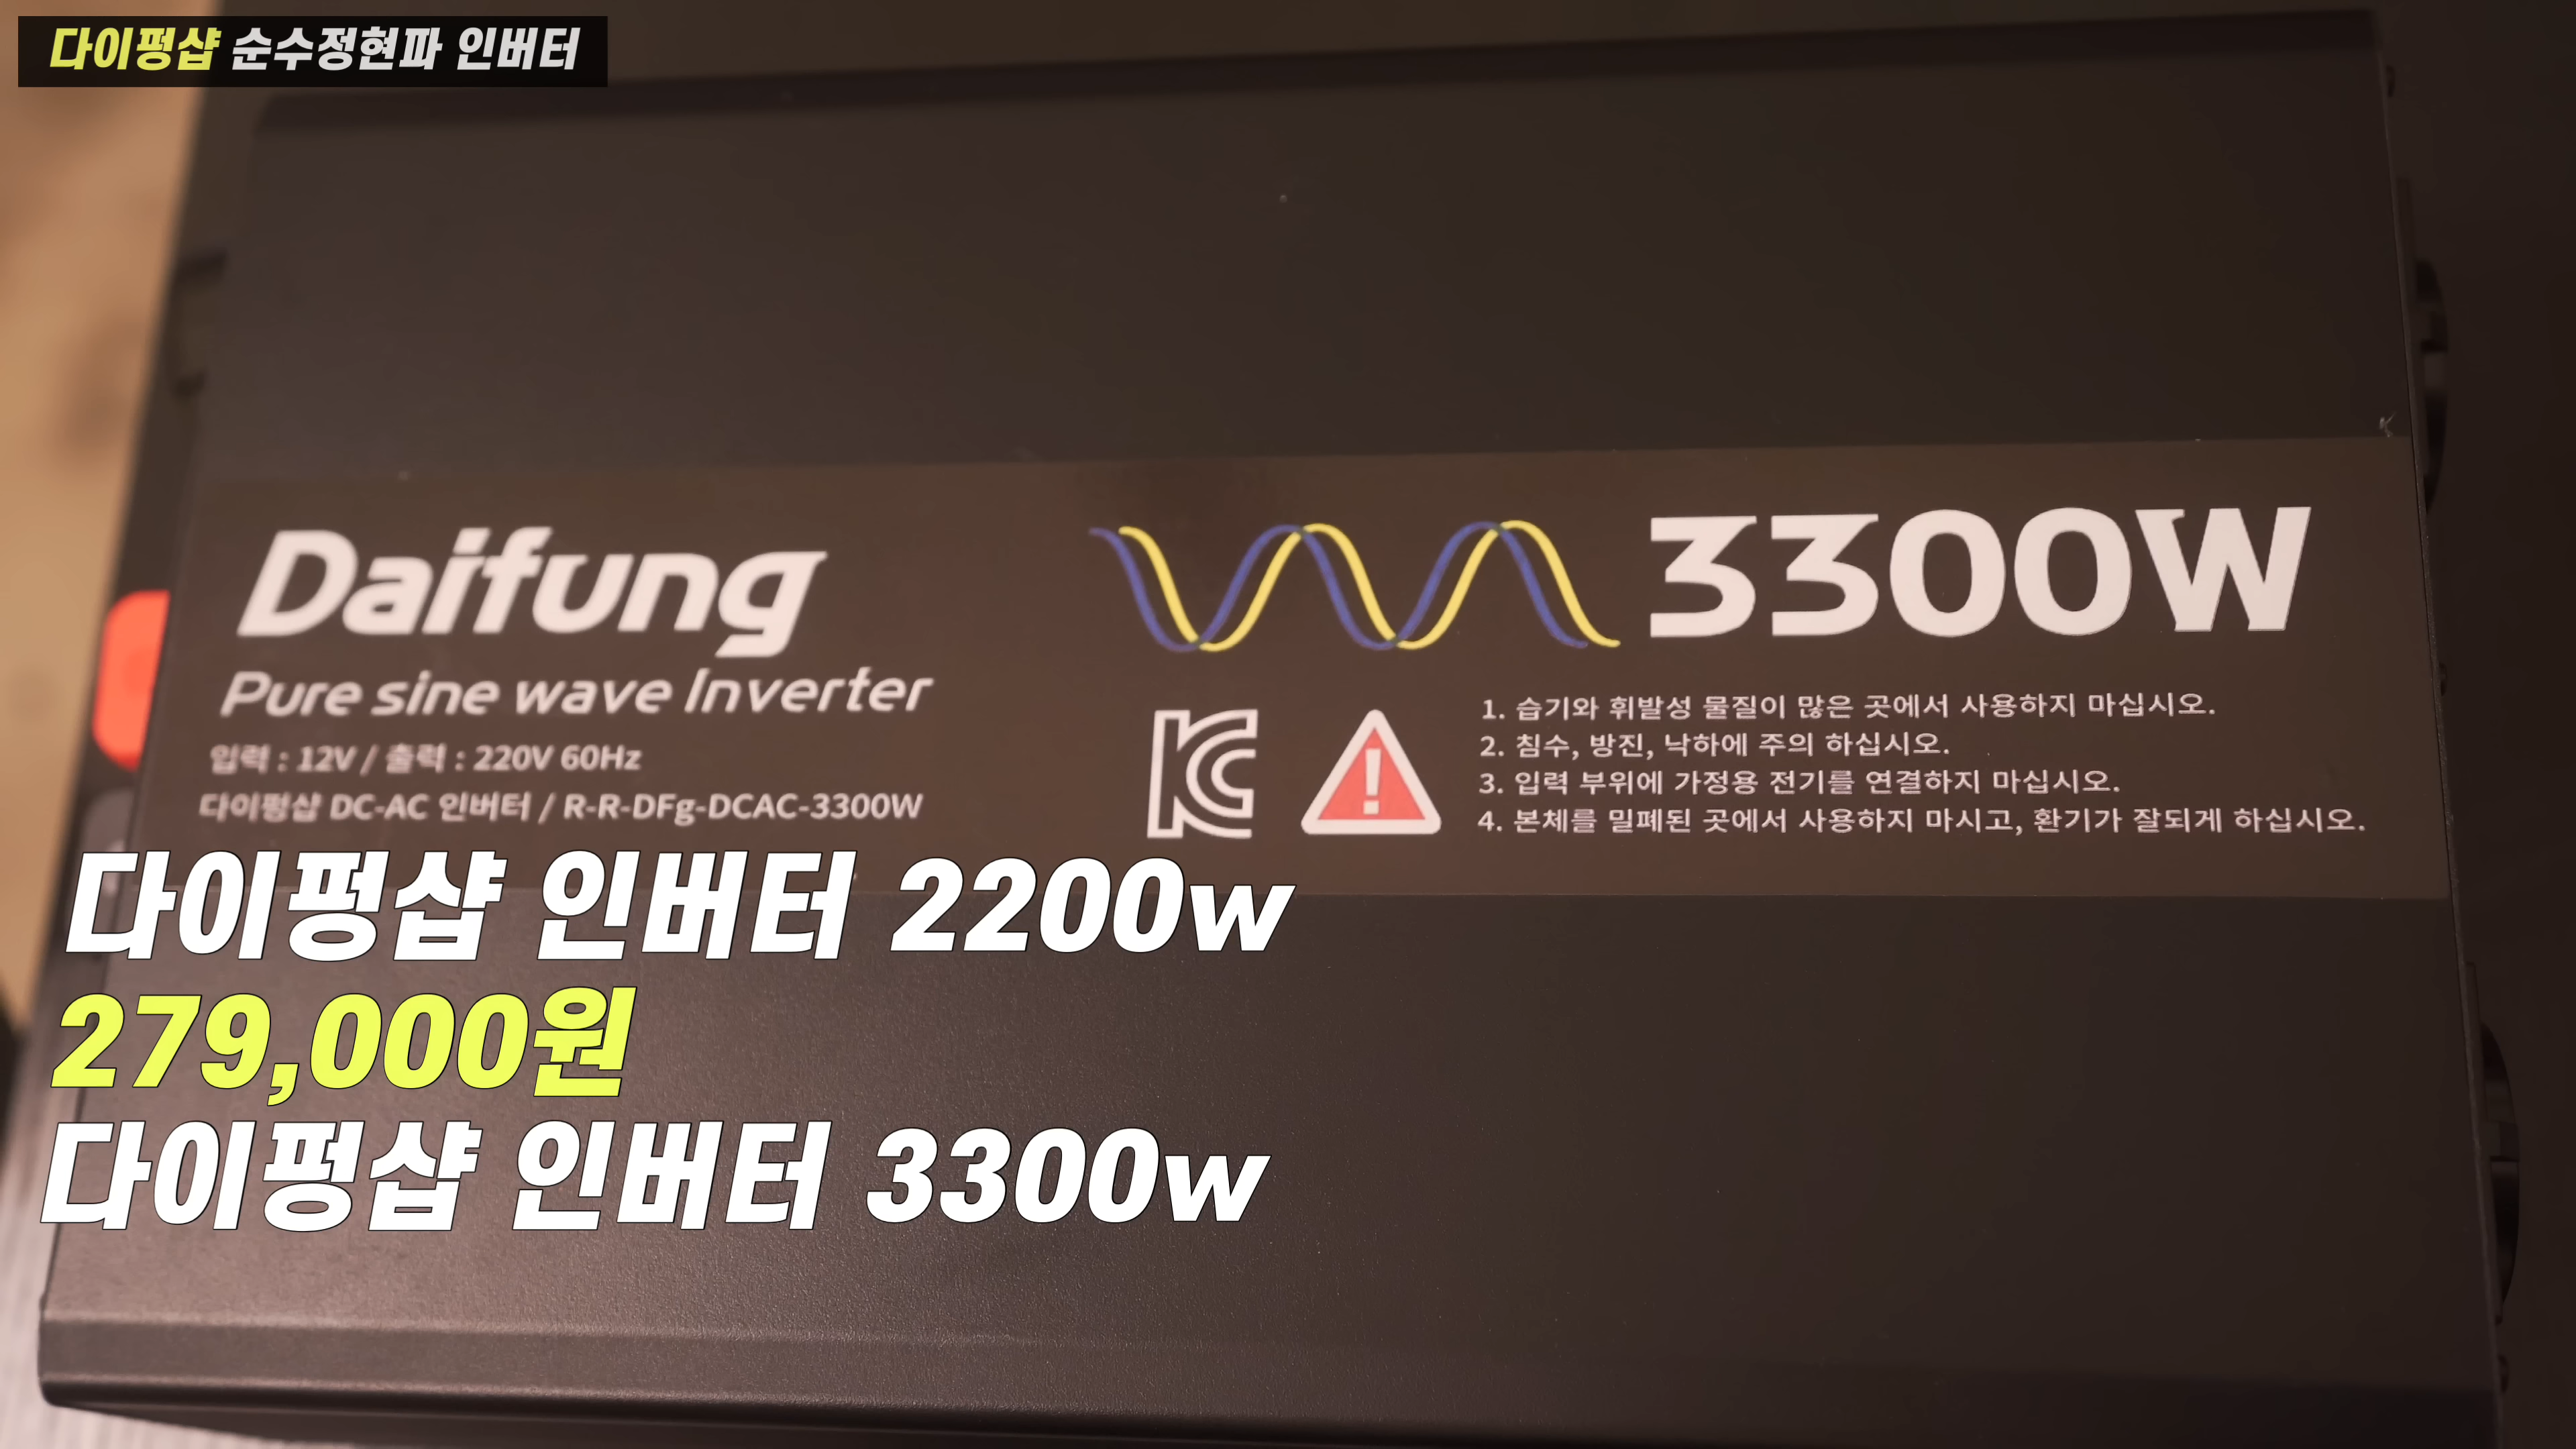 다이펑샵 순수정현파 인버터
Daifung
Pure sine wave Inverter
입력 : 12V / 출력 : 220V 60Hz
다이펑샵 DC-AC 인버터 / R-R-DFg-DCAC-3300W
3300W
KC
1. 습기와 휘발성 물질이 많은 곳에서 사용하지 마십시오.
2. 침수, 방진, 낙하에 주의 하십시오.
3. 입력 부위에 가정용 전기를 연결하지 마십시오.
4. 본체를 밀폐된 곳에서 사용하지 마시고, 환기가 잘되게 하십시오.
다이펑샵 인버터 2200w
279,000원
다이펑샵 인버터 3300w